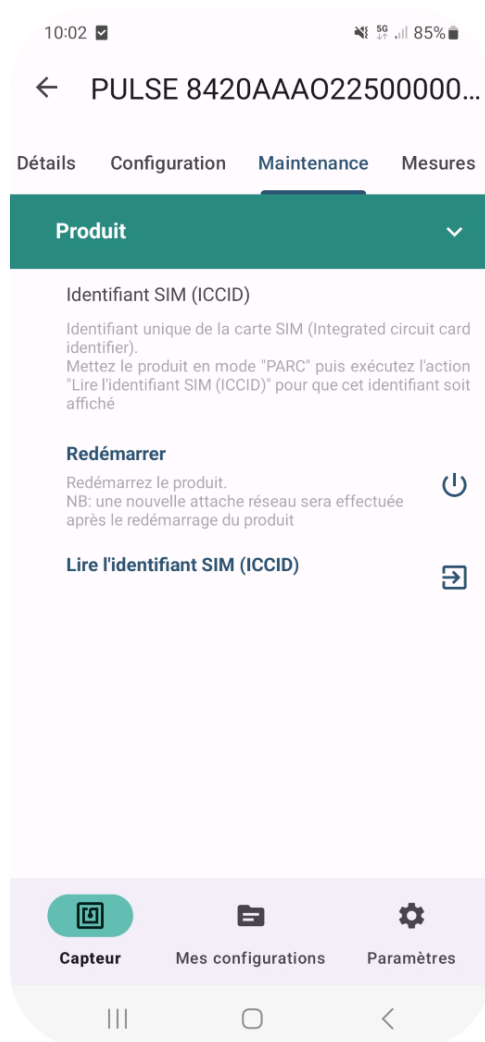 10:02
5G 85%
PULSE 8420AAAO22500000...
Détails Configuration Maintenance Mesures
Produit
Identifiant SIM (ICCID)
Identifiant unique de la carte SIM (Integrated circuit card
identifier).
Mettez le produit en mode "PARC" puis exécutez l'action
"Lire l'identifiant SIM (ICCID)" pour que cet identifiant soit
affiché
Redémarrer
Redémarrez le produit.
NB: une nouvelle attache réseau sera effectuée
après le redémarrage du produit
Lire l'identifiant SIM (ICCID)
Capteur Mes configurations Paramètres